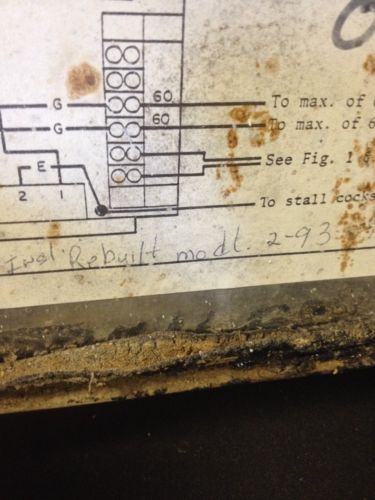 G 60 To max. of
G 60 To max. of 6
See Fig. 1 &
E
2 1
To stall cocks
Rebuilt modt. 2-93